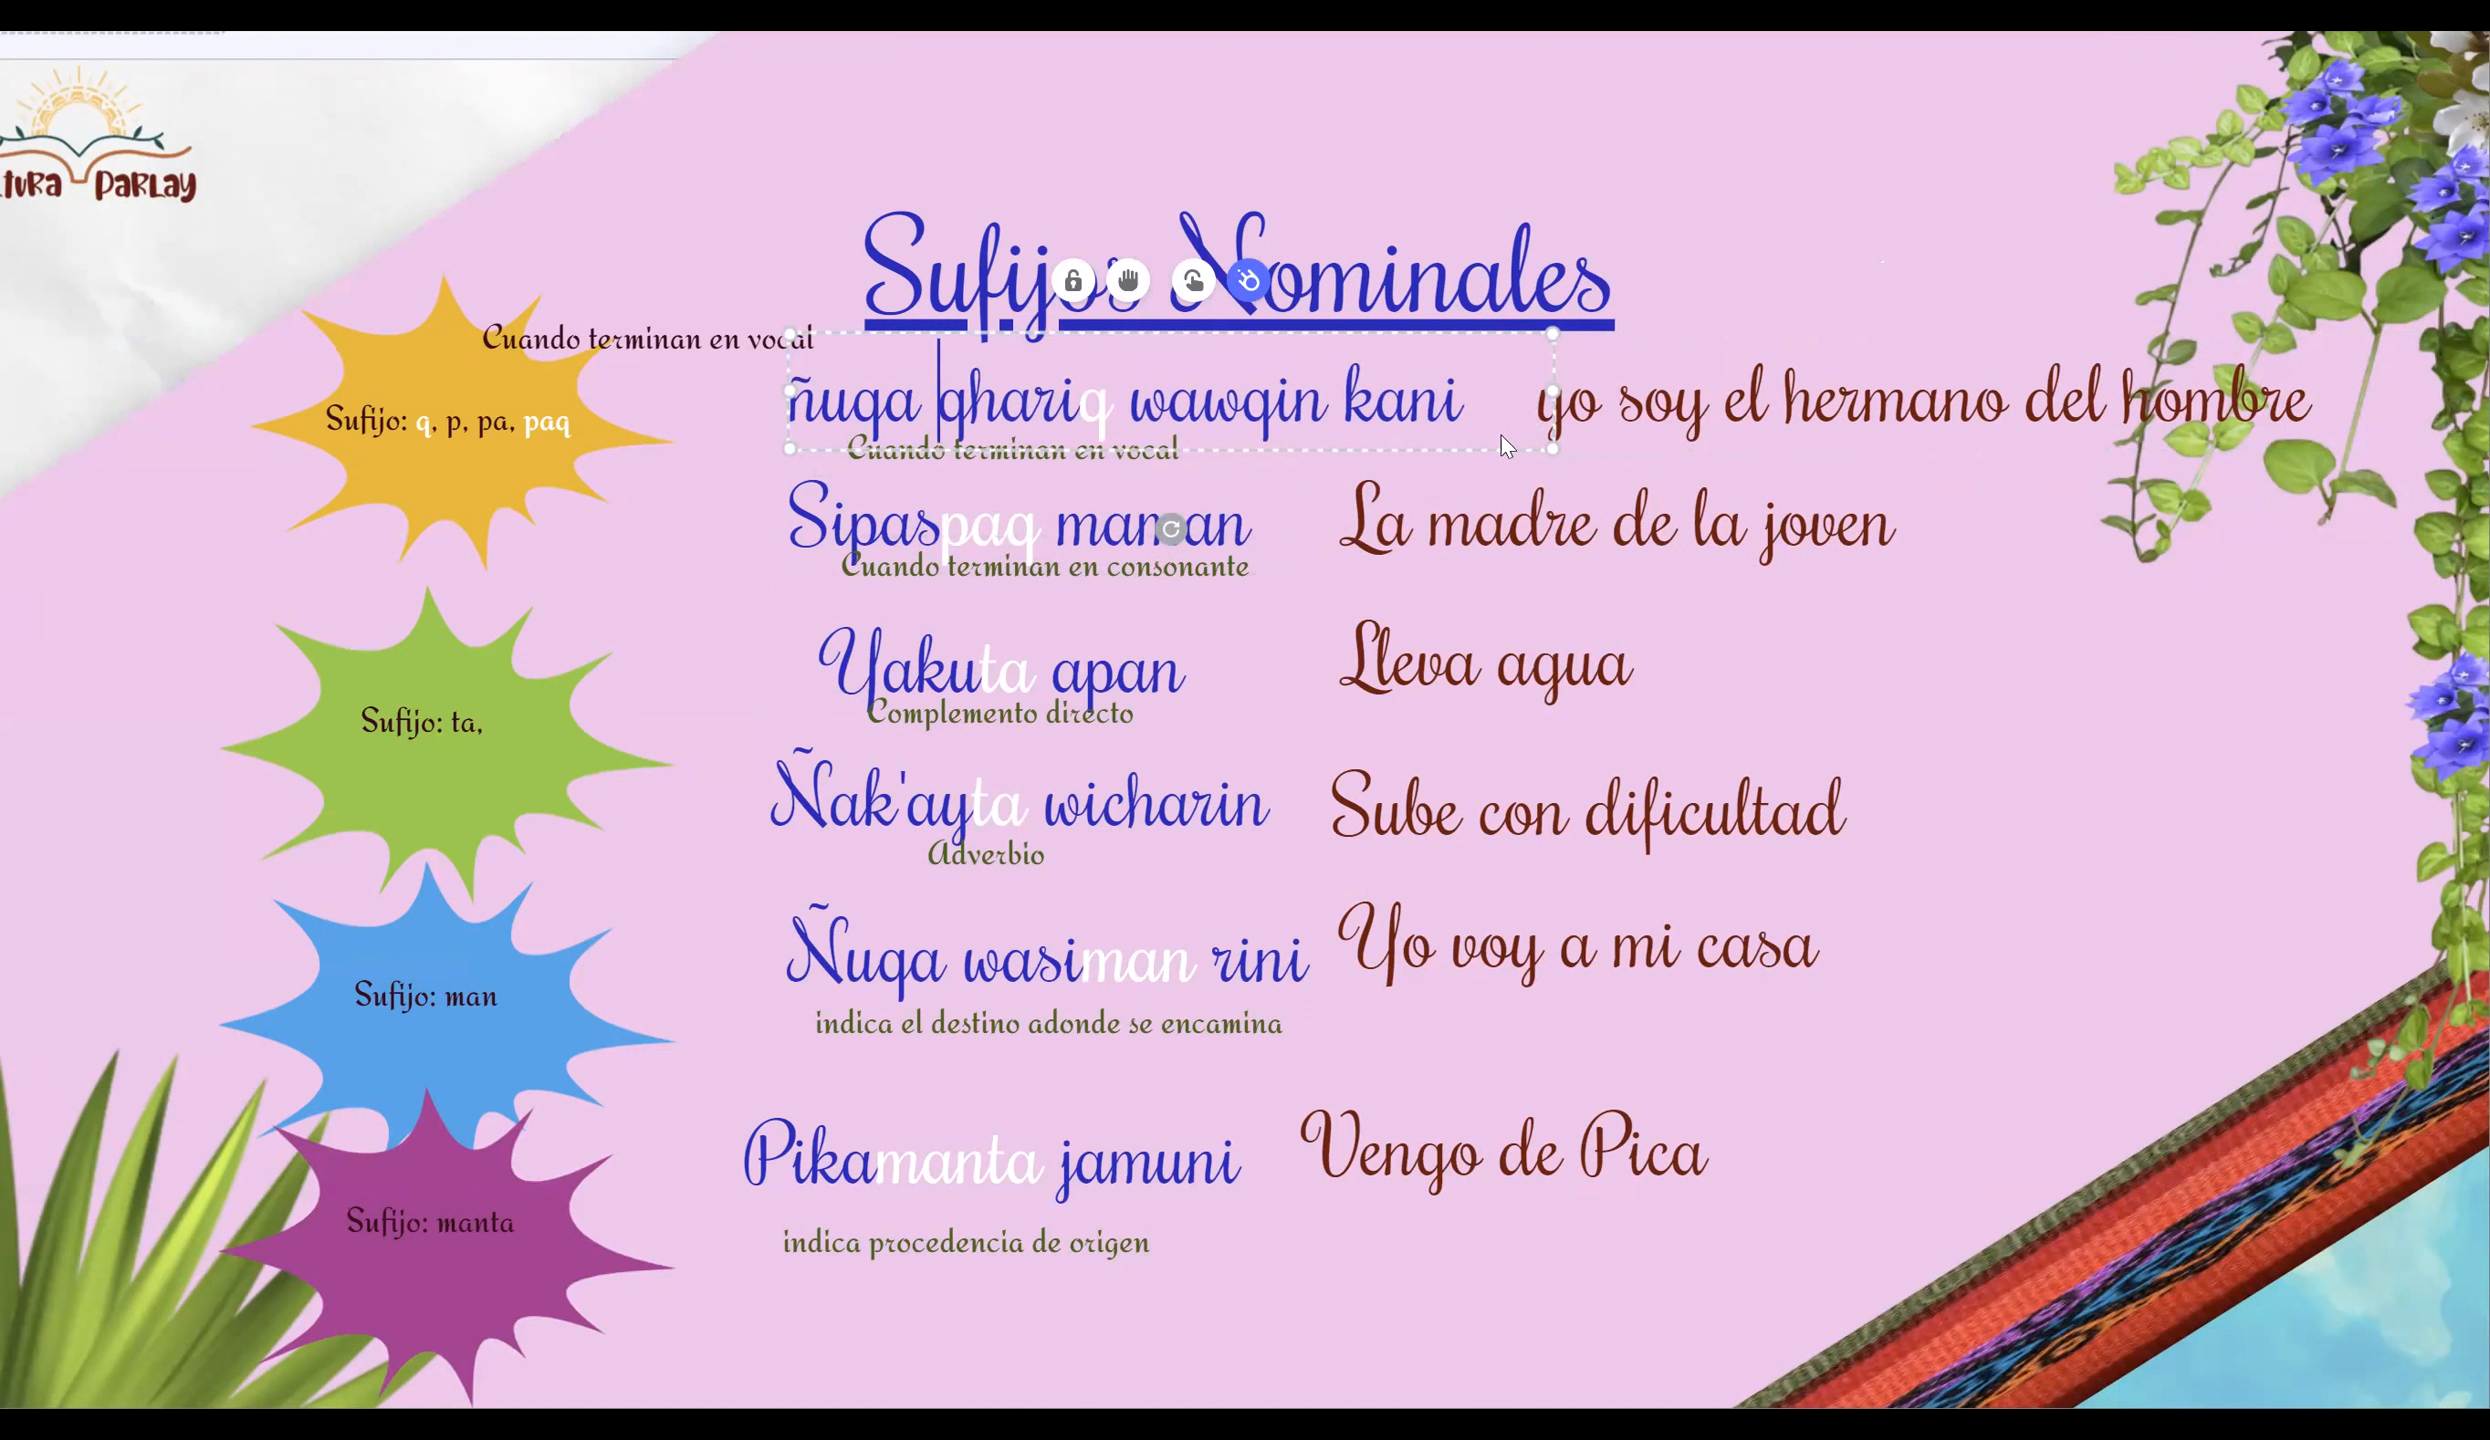 PARLAY
Sufijos Nominales
Cuando terminan en vocal
Sufijo: q, p, pa, paq
ñuqa qhariq wawqin kani yo soy el hermano del hombre
Cuando terminan en vocal
Sipaspaq maman La madre de la joven
Cuando terminan en consonante
Sufijo: ta,
Yakuta apan Lleva agua
Complemento directo
Ñak'ayta wicharin Sube con dificultad
Adverbio
Sufijo: man
Ñuqa wasiman rini Yo voy a mi casa
indica el destino adonde se encamina
Sufijo: manta
Pikamanta jamuni Vengo de Pica
indica procedencia de origen